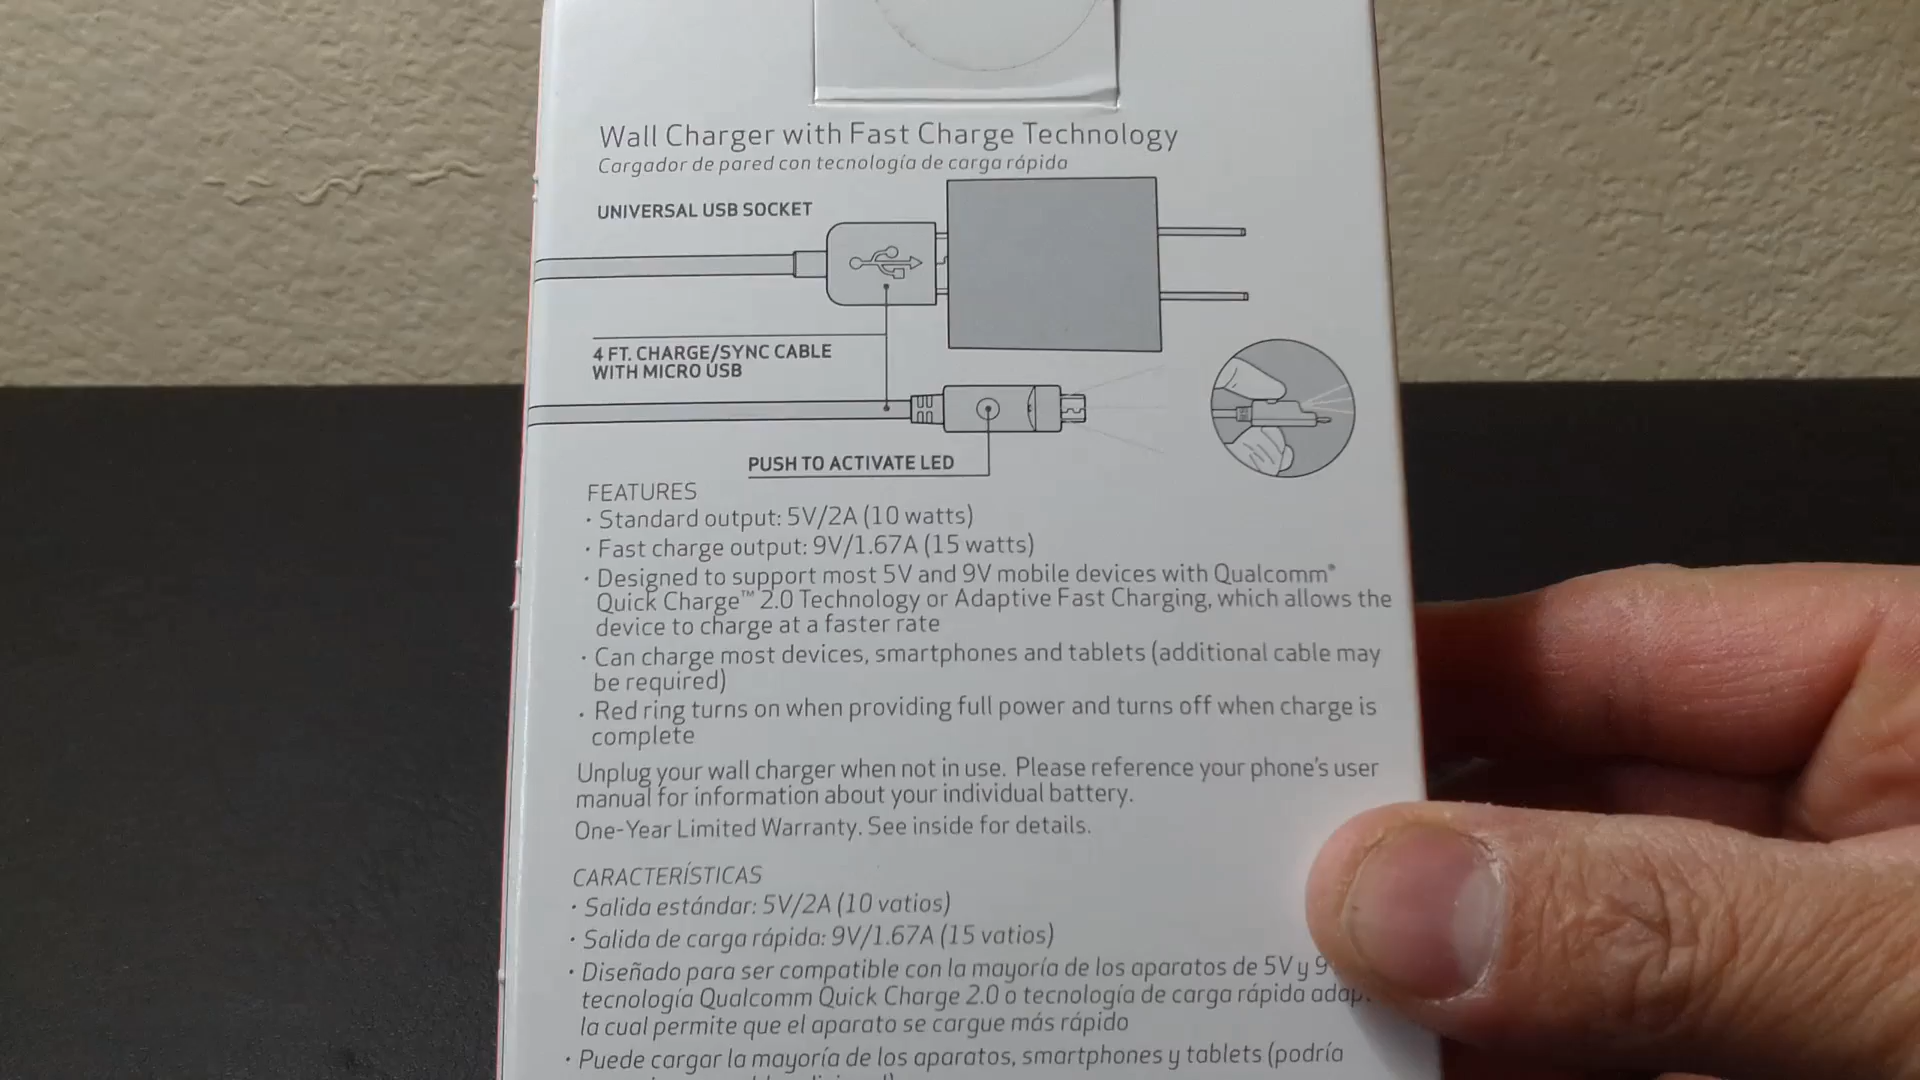 Wall Charger with Fast Charge Technology
Cargador de pared con tecnología de carga rápida
UNIVERSAL USB SOCKET
4 FT. CHARGE/SYNC CABLE
WITH MICRO USB
PUSH TO ACTIVATE LED
FEATURES
· Standard output: 5V/2A (10 watts)
· Fast charge output: 9V/1.67A (15 watts)
· Designed to support most 5V and 9V mobile devices with Qualcomm®
Quick Charge™ 2.0 Technology or Adaptive Fast Charging, which allows the
device to charge at a faster rate
· Can charge most devices, smartphones and tablets (additional cable may
be required)
· Red ring turns on when providing full power and turns off when charge is
complete
Unplug your wall charger when not in use. Please reference your phone's user
manual for information about your individual battery.
One-Year Limited Warranty. See inside for details.
CARACTERÍSTICAS
· Salida estándar: 5V/2A (10 vatios)
· Salida de carga rápida: 9V/1.67A (15 vatios)
· Diseñado para ser compatible con la mayoría de los aparatos de 5V y 9
tecnología Qualcomm Quick Charge 2.0 o tecnología de carga rápida adap
la cual permite que el aparato se cargue más rápido
· Puede cargar la mayoría de los aparatos, smartphones y tablets (podría